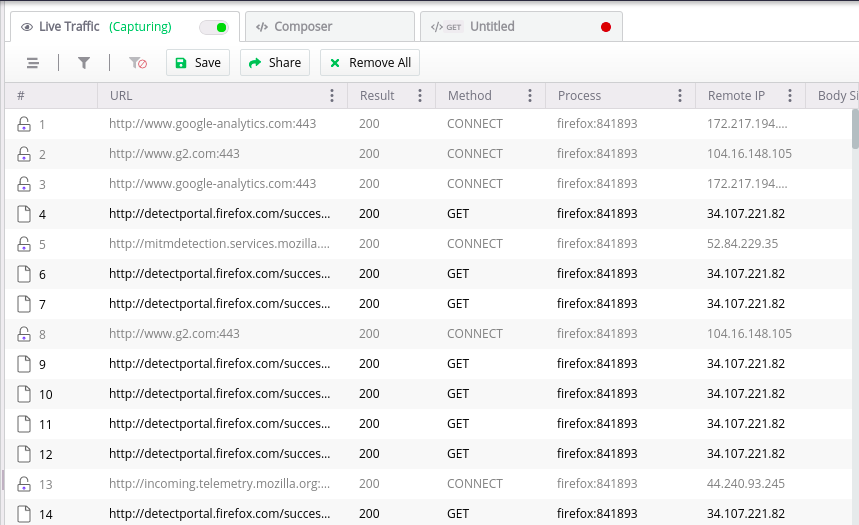 Live Traffic (Capturing) </> Composer </> GET Untitled
Save Share Remove All
# URL Result Method Process Remote IP Body Si
1 http://www.google-analytics.com:443 200 CONNECT firefox:841893 172.217.194....
2 http://www.g2.com:443 200 CONNECT firefox:841893 104.16.148.105
3 http://www.google-analytics.com:443 200 CONNECT firefox:841893 172.217.194....
4 http://detectportal.firefox.com/succes... 200 GET firefox:841893 34.107.221.82
5 http://mitmdetection.services.mozilla.... 200 CONNECT firefox:841893 52.84.229.35
6 http://detectportal.firefox.com/succes... 200 GET firefox:841893 34.107.221.82
7 http://detectportal.firefox.com/succes... 200 GET firefox:841893 34.107.221.82
8 http://www.g2.com:443 200 CONNECT firefox:841893 104.16.148.105
9 http://detectportal.firefox.com/succes... 200 GET firefox:841893 34.107.221.82
10 http://detectportal.firefox.com/succes... 200 GET firefox:841893 34.107.221.82
11 http://detectportal.firefox.com/succes... 200 GET firefox:841893 34.107.221.82
12 http://detectportal.firefox.com/succes... 200 GET firefox:841893 34.107.221.82
13 http://incoming.telemetry.mozilla.org:... 200 CONNECT firefox:841893 44.240.93.245
14 http://detectportal.firefox.com/succes... 200 GET firefox:841893 34.107.221.82